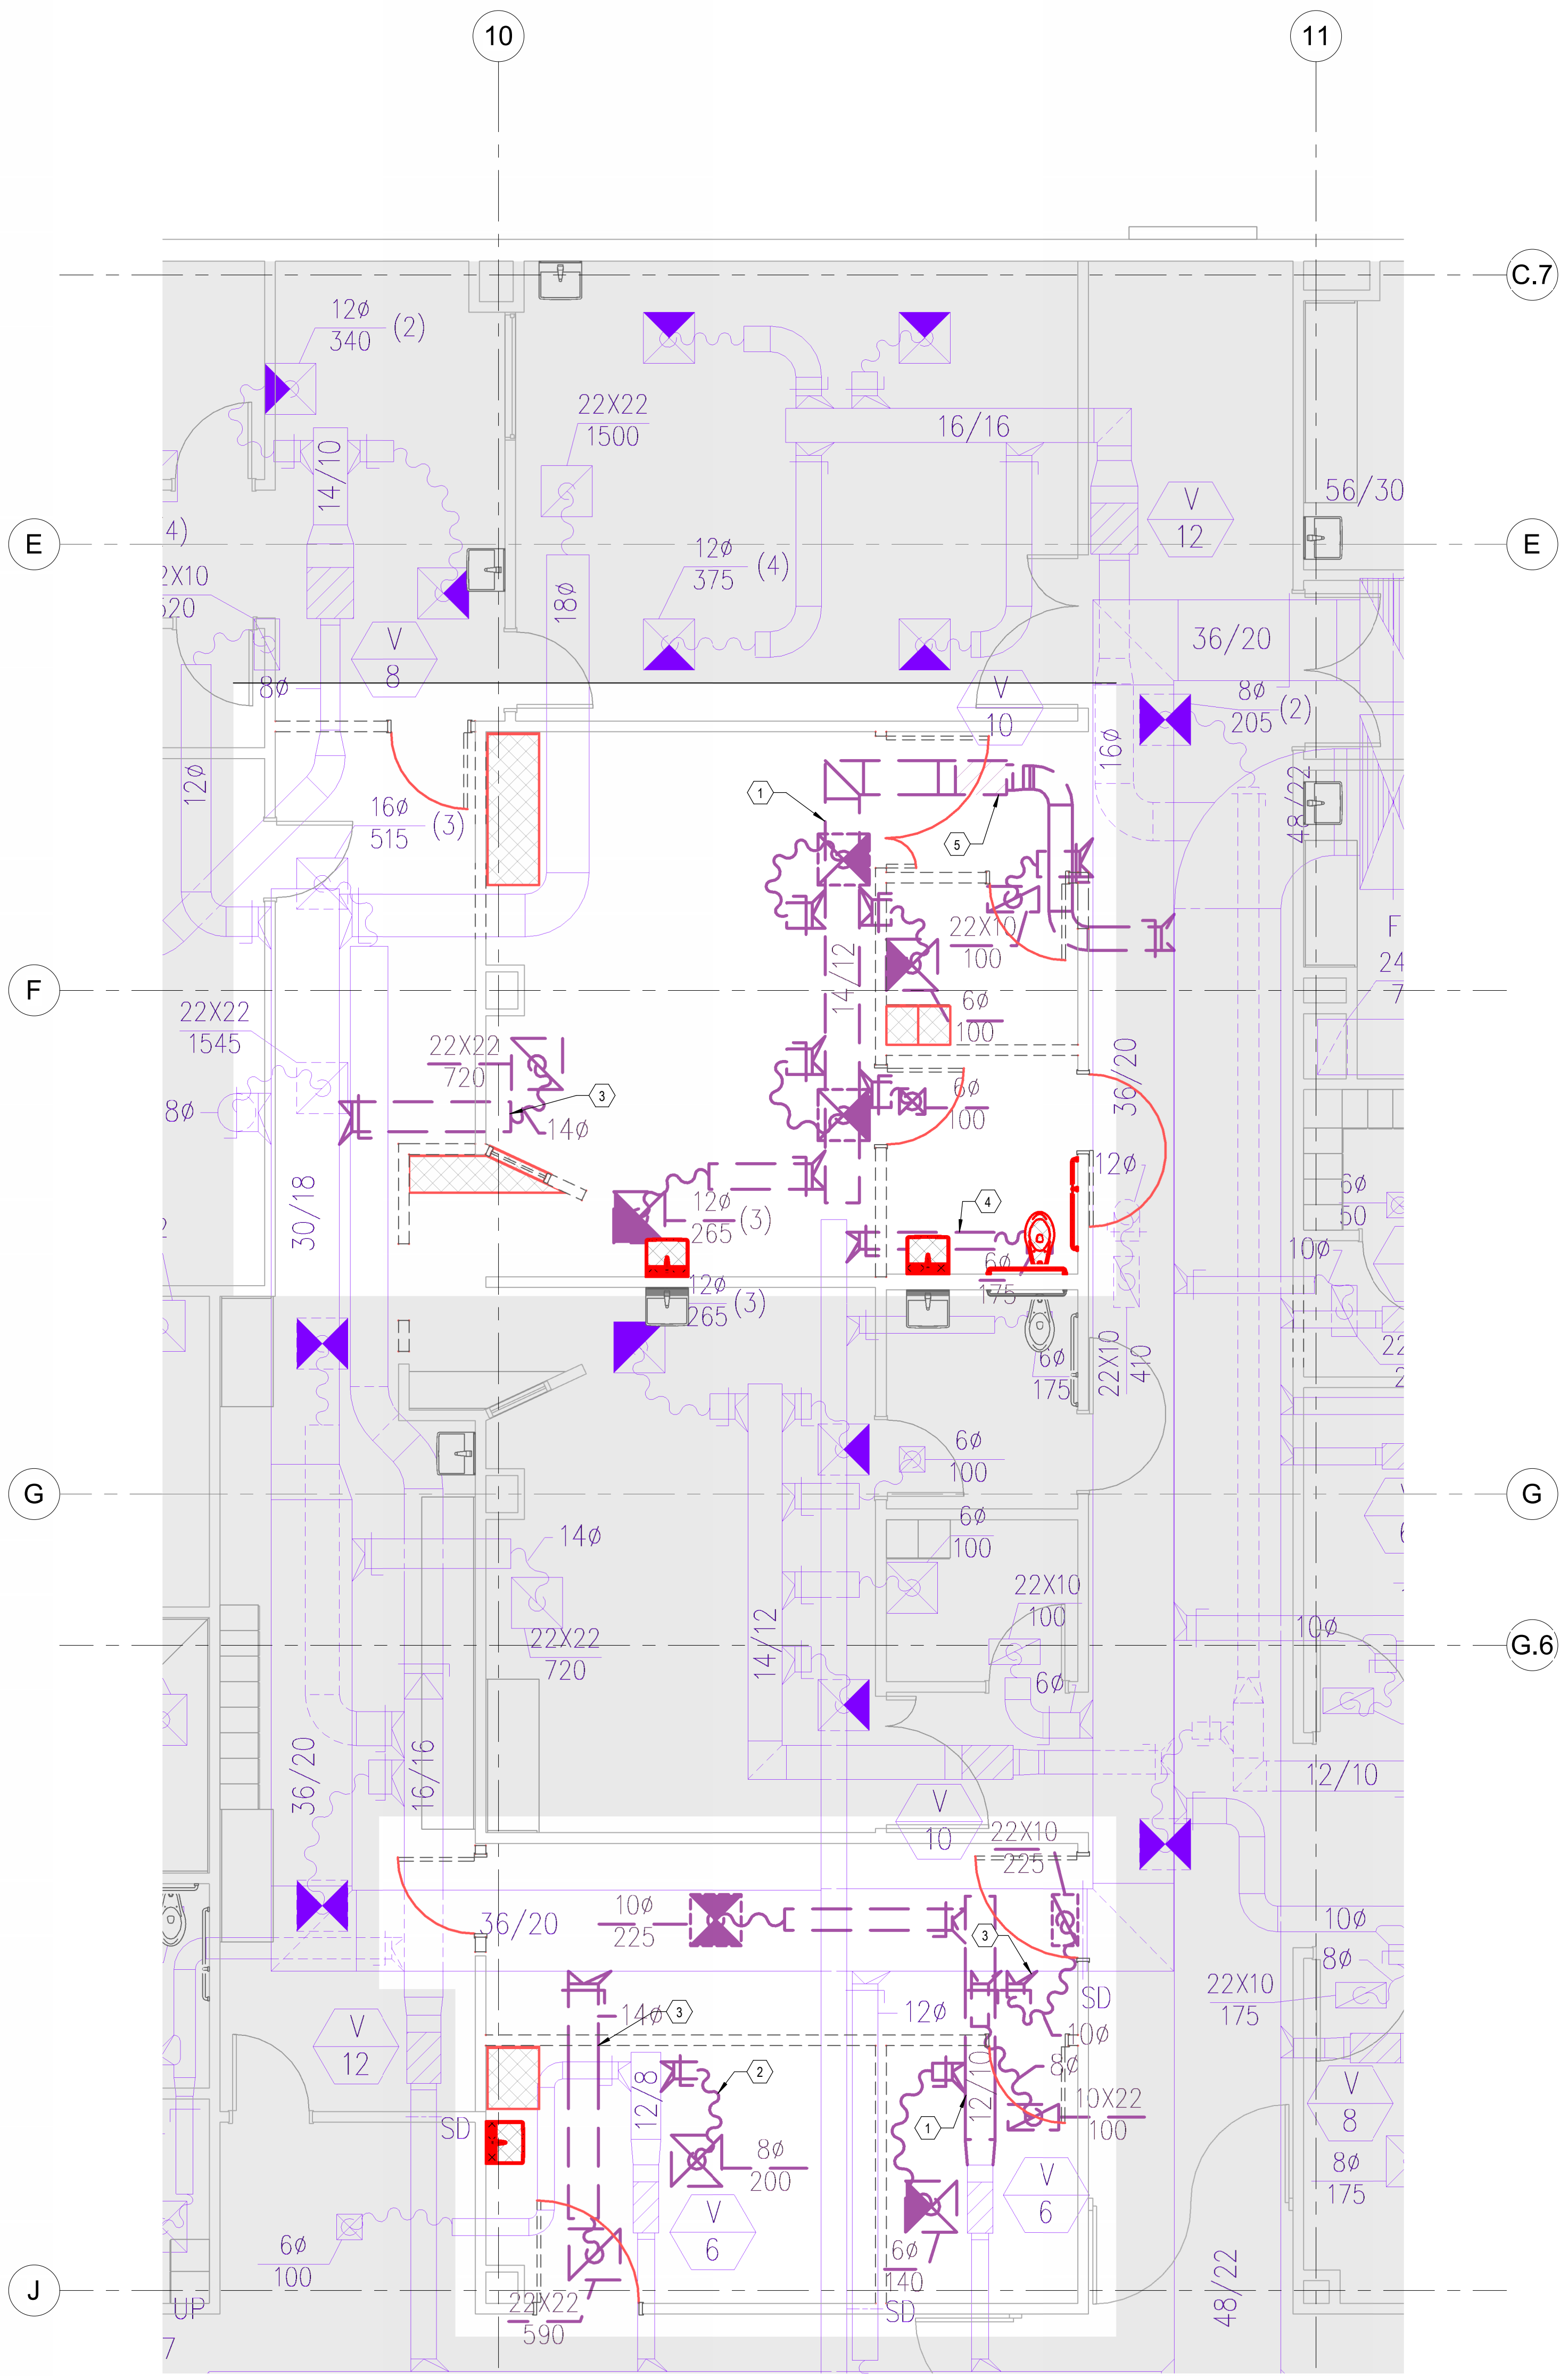 10
11
C.7
12ø
340
(2)
22X22
1500
16/16
14/10
56/30
V
12
E
E
4)
12ø
375
(4)
18ø
36/20
V
8
8ø
8ø
205
(2)
V
10
16ø
12ø
16ø
515
(3)
1
48/22
5
F
22X10
100
24
7
14/12
F
22X22
1545
6ø
100
22X22
720
3
36/20
8ø
14ø
6ø
100
12ø
30/18
12ø
265
(3)
4
6ø
50
10ø
6ø
175
12ø
265
(3)
6ø
175
22X10
410
6ø
100
G
G
6ø
100
14ø
22X10
100
14/12
22X22
720
10ø
G.6
6ø
36/20
16/16
12/10
V
10
22X10
225
10ø
225
36/20
3
10ø
8ø
22X10
175
SD
14ø
3
12ø
V
12
10ø
8ø
12/8
2
12/10
10X22
100
V
8
SD
1
8ø
200
8ø
175
V
6
V
6
6ø
100
6ø
140
48/22
J
UP
22X22
590
SD
7